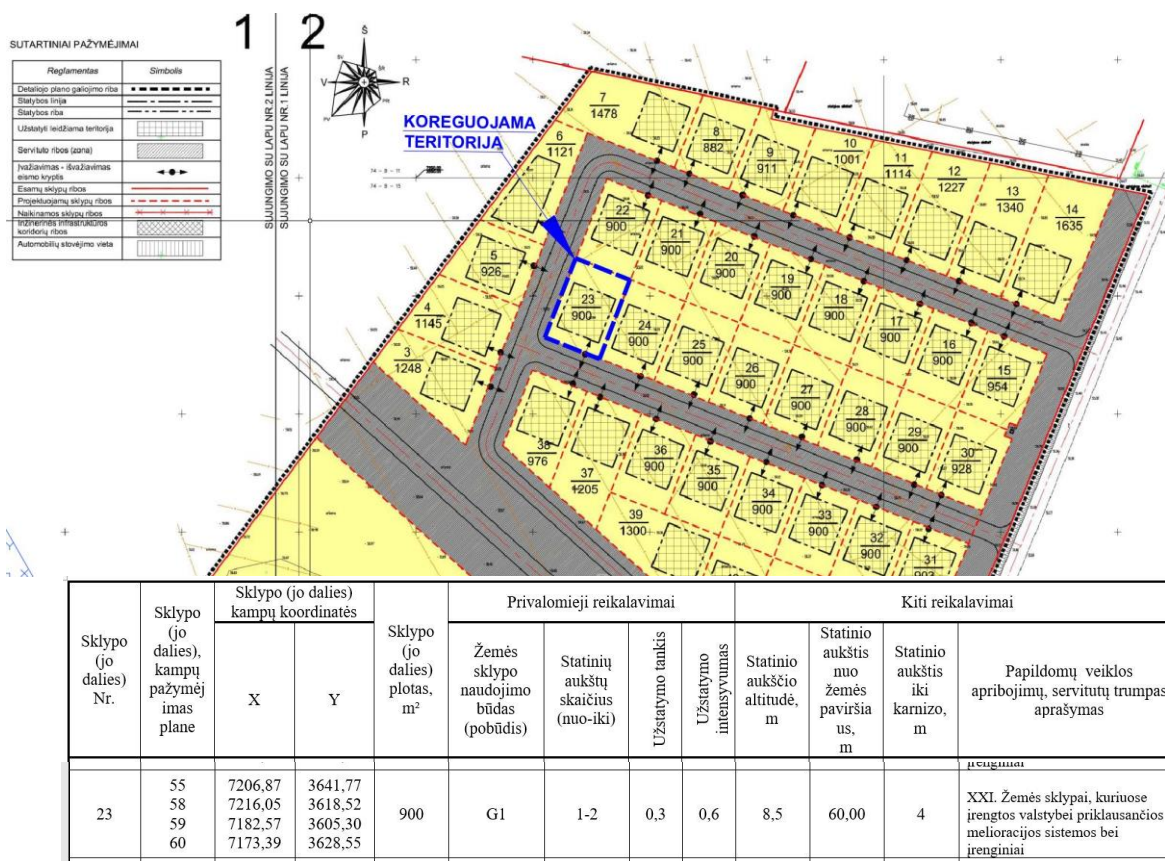 SUTARTINIAI PAŽYMĖJIMAI
Reglamentas Simbolis
Detaliojo plano galiojimo riba
Statybos linija
Statybos riba
Užstatyti leidžiama teritorija
Servituto ribos (zona)
Įvažiavimas - išvažiavimas
eismo kryptis
Esamų sklypų ribos
Projektuojamų sklypų ribos
Naikinamos sklypų ribos
Inžinerinės infrastruktūros
koridorių ribos
Automobilių stovėjimo vieta
1 2
SUJUNGIMO SU LAPU NR.2 LINIJA
SUJUNGIMO SU LAPU NR.1 LINIJA
Š
V R
P
KOREGUOJAMA
TERITORIJA
7
1478
8
882
9
911
10
1001
11
1114
12
1227
13
1340
14
1635
6
1121
5
926
4
1145
3
1248
22
900
21
900
20
900
19
900
18
900
17
900
16
900
15
954
23
900
24
900
25
900
26
900
27
900
28
900
29
900
30
928
38
976
37
1205
36
900
35
900
34
900
33
900
32
900
31
39
1300
Sklypo
(jo
dalies)
Nr.
Sklypo
(jo
dalies),
kampų
pažymėj
imas
plane
Sklypo (jo dalies)
kampų koordinatės
X Y
Sklypo
(jo
dalies)
plotas,
m²
Privalomieji reikalavimai
Žemės
sklypo
naudojimo
būdas
(pobūdis)
Statinių
aukštų
skaičius
(nuo-iki)
Užstatymo tankis
Užstatymo
intensyvumas
Kiti reikalavimai
Statinio
aukščio
altitudė,
m
Statinio
aukštis
nuo
žemės
paviršia
us,
m
Statinio
aukštis
iki
karnizo,
m
Papildomų veiklos
apribojimų, servitutų trumpas
aprašymas
įrenginiai
23
55 7206,87 3641,77
58 7216,05 3618,52
59 7182,57 3605,30
60 7173,39 3628,55
900 G1 1-2 0,3 0,6 8,5 60,00 4
XXI. Žemės sklypai, kuriuose
įrengtos valstybei priklausančios
melioracijos sistemos bei
įrenginiai